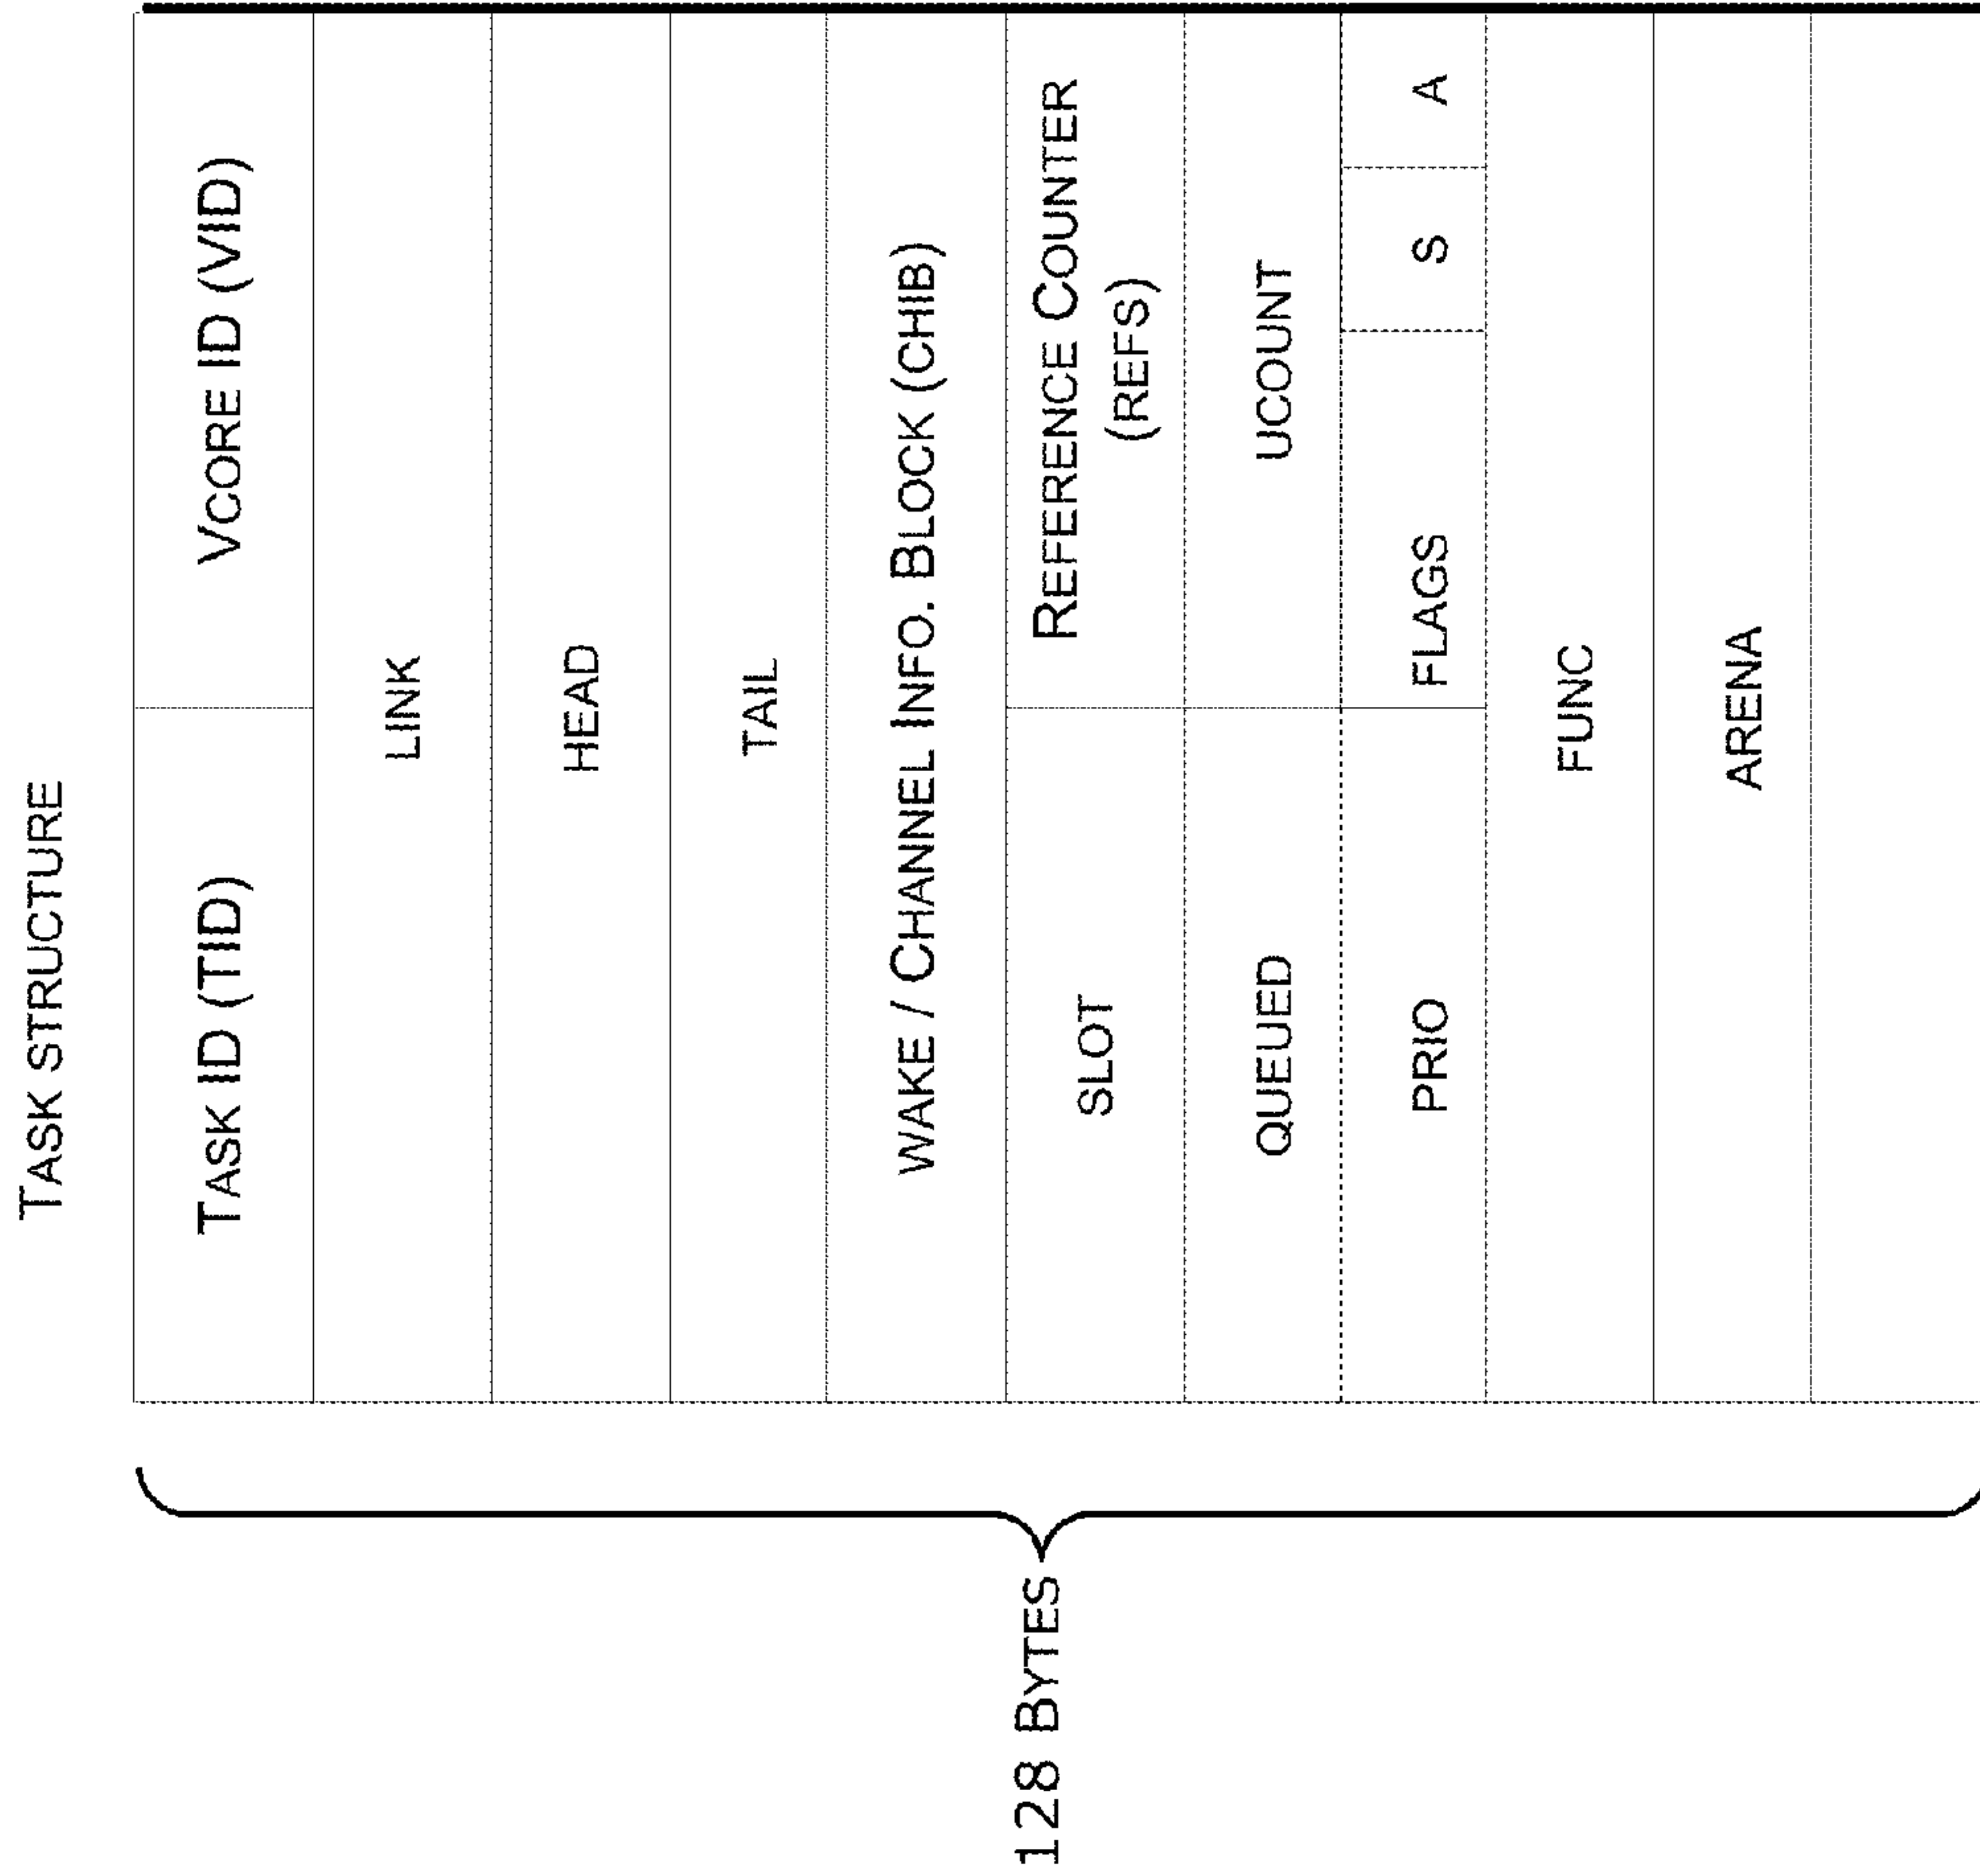 TASK STRUCTURE
TASK ID (TID) VCORE ID (VID)
LINK
HEAD
TAIL
WAKE / CHANNEL INFO. BLOCK (CHIB)
SLOT
REFERENCE COUNTER
(REFS)
QUEUED UCOUNT
PRIO FLAGS S A
FUNC
ARENA
128 BYTES